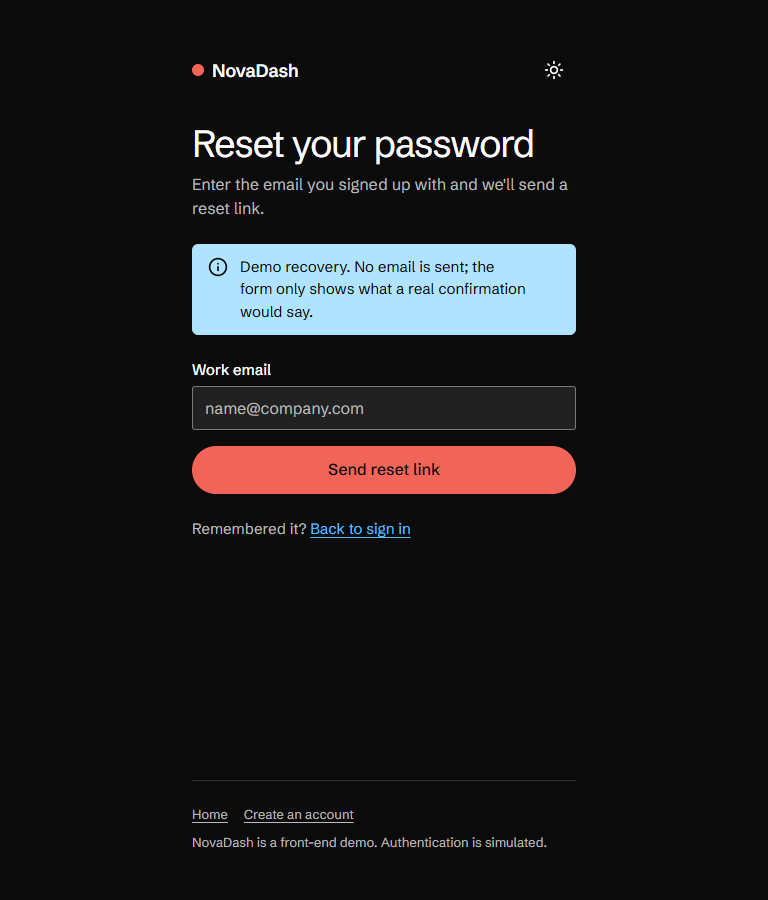 NovaDash
Reset your password
Enter the email you signed up with and we'll send a
reset link.
Demo recovery. No email is sent; the
form only shows what a real confirmation
would say.
Work email
name@company.com
Send reset link
Remembered it? Back to sign in
Home Create an account
NovaDash is a front-end demo. Authentication is simulated.